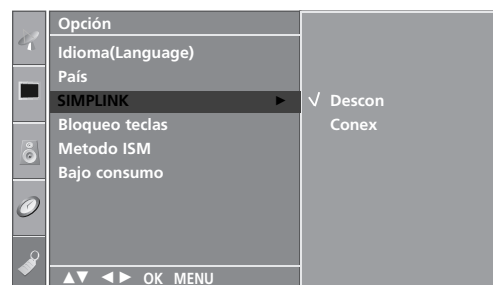 Opción
Idioma(Language)
País
SIMPLINK ► √ Descon
Bloqueo teclas Conex
Metodo ISM
Bajo consumo
▲▼ ◄► OK MENU